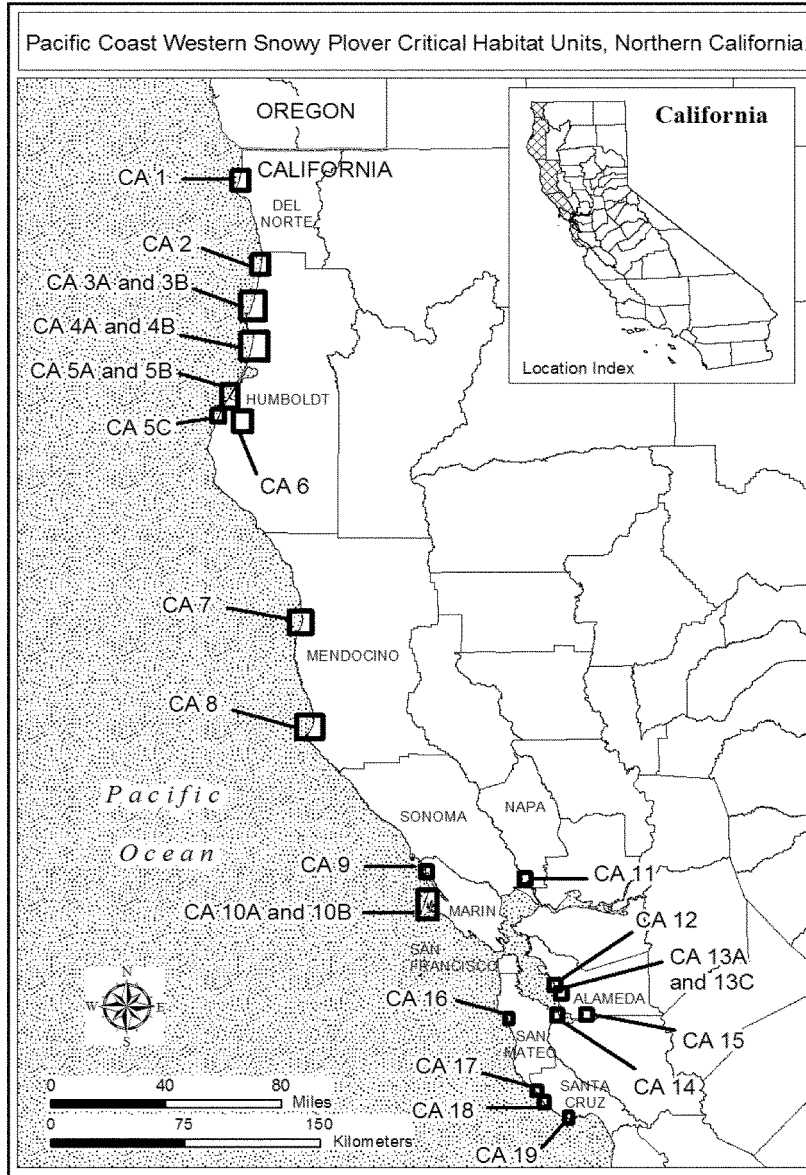 Pacific Coast Western Snowy Plover Critical Habitat Units, Northern California
OREGON
California
CALIFORNIA
CA 1
DEL
NORTE
CA 2
CA 3A and 3B
CA 4A and 4B
Location Index
CA 5A and 5B
HUMBOLDT
CA 5C
CA 6
CA 7
MENDOCINO
CA 8
Pacific
Ocean
SONOMA
NAPA
CA 9
CA 11
CA 10A and 10B
MARIN
CA 12
SAN
FRANCISCO
CA 13A
and 13C
ALAMEDA
N
W
E
S
CA 16
CA 15
SAN
MATEO
CA 14
CA 17
SANTA
CRUZ
CA 18
CA 19
0 40 80
Miles
0 75 150
Kilometers